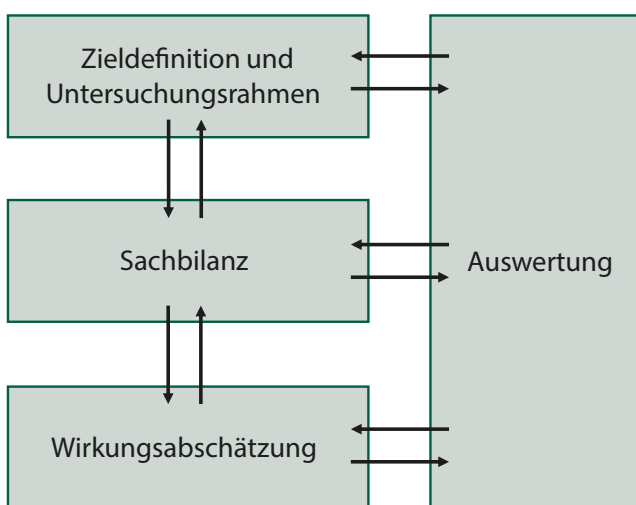 Zieldefinition und
Untersuchungsrahmen
Sachbilanz
Auswertung
Wirkungsabschätzung